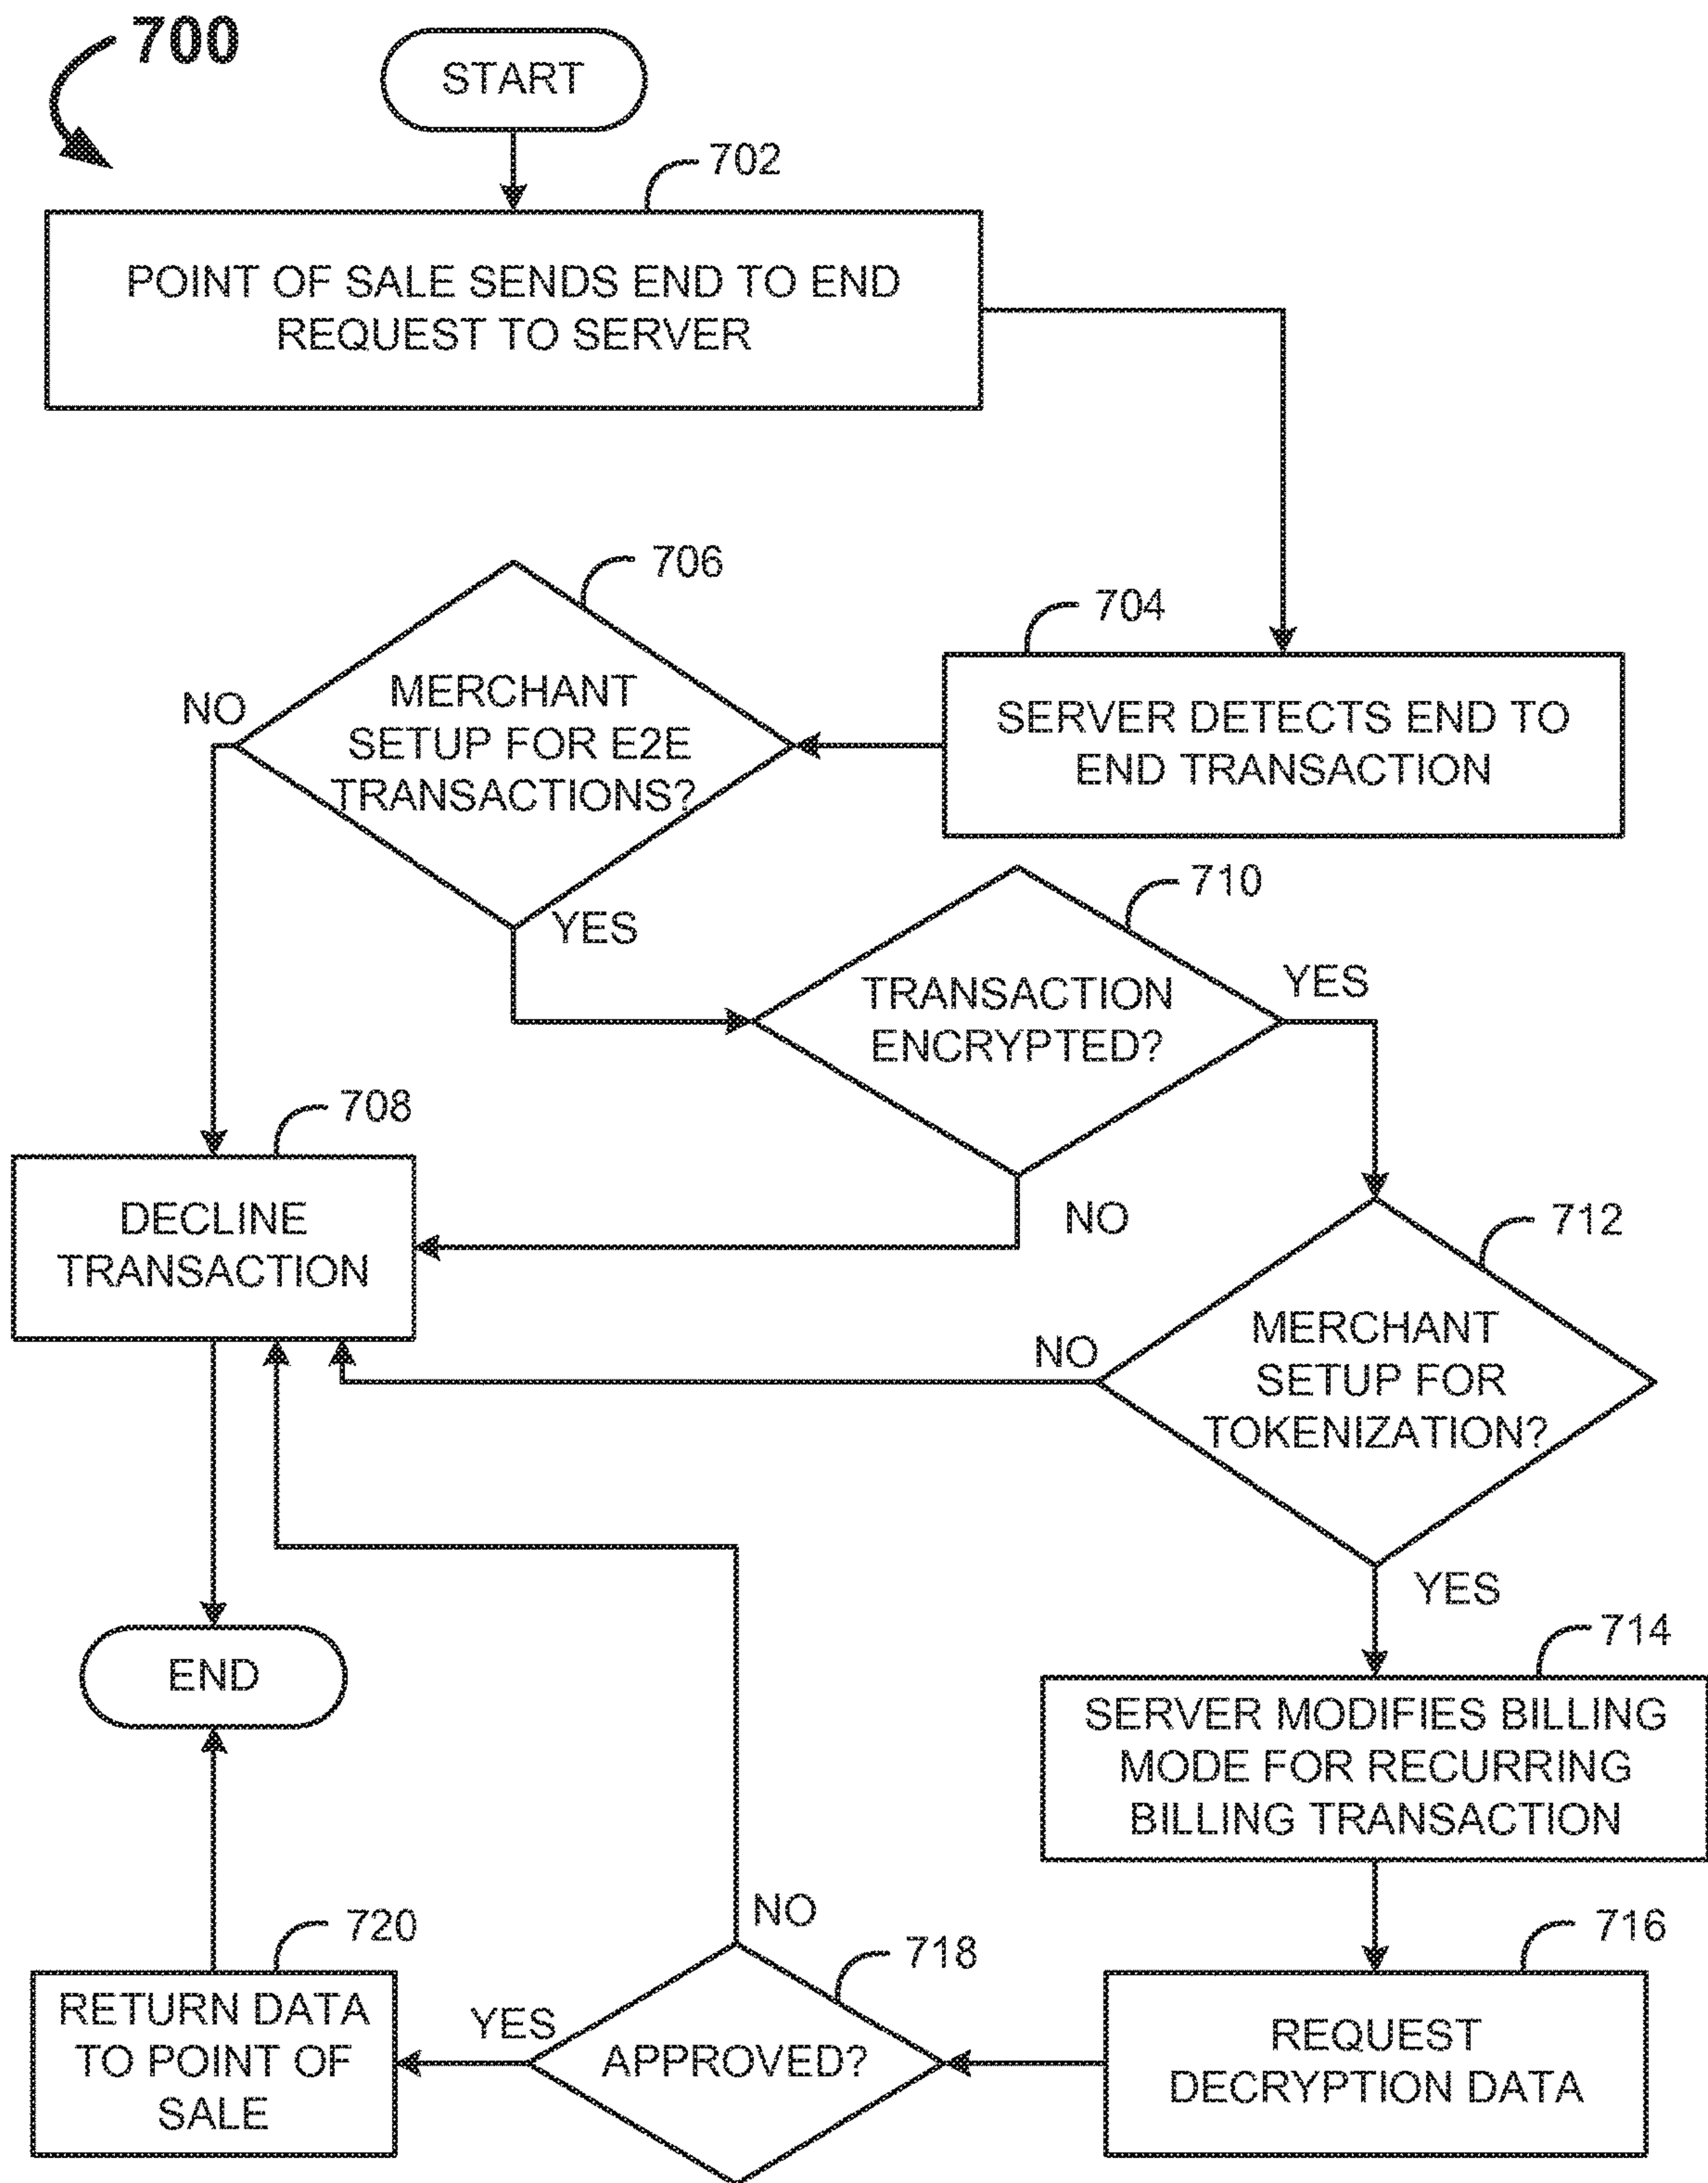 700
START
702
POINT OF SALE SENDS END TO END
REQUEST TO SERVER
706
704
NO
MERCHANT
SETUP FOR E2E
TRANSACTIONS?
SERVER DETECTS END TO
END TRANSACTION
YES
710
TRANSACTION
ENCRYPTED?
YES
708
DECLINE
TRANSACTION
NO
712
NO
MERCHANT
SETUP FOR
TOKENIZATION?
YES
END
714
SERVER MODIFIES BILLING
MODE FOR RECURRING
BILLING TRANSACTION
NO
720
718
716
RETURN DATA
TO POINT OF
SALE
YES
APPROVED?
REQUEST
DECRYPTION DATA